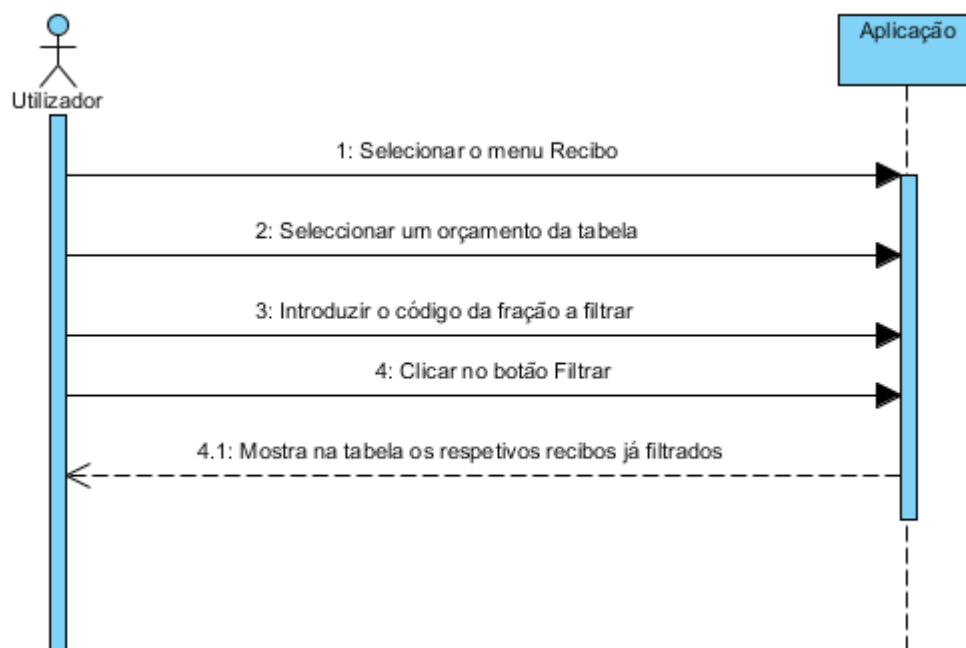 Aplicação
Utilizador
1: Selecionar o menu Recibo
2: Seleccionar um orçamento da tabela
3: Introduzir o código da fração a filtrar
4: Clicar no botão Filtrar
4.1: Mostra na tabela os respetivos recibos já filtrados